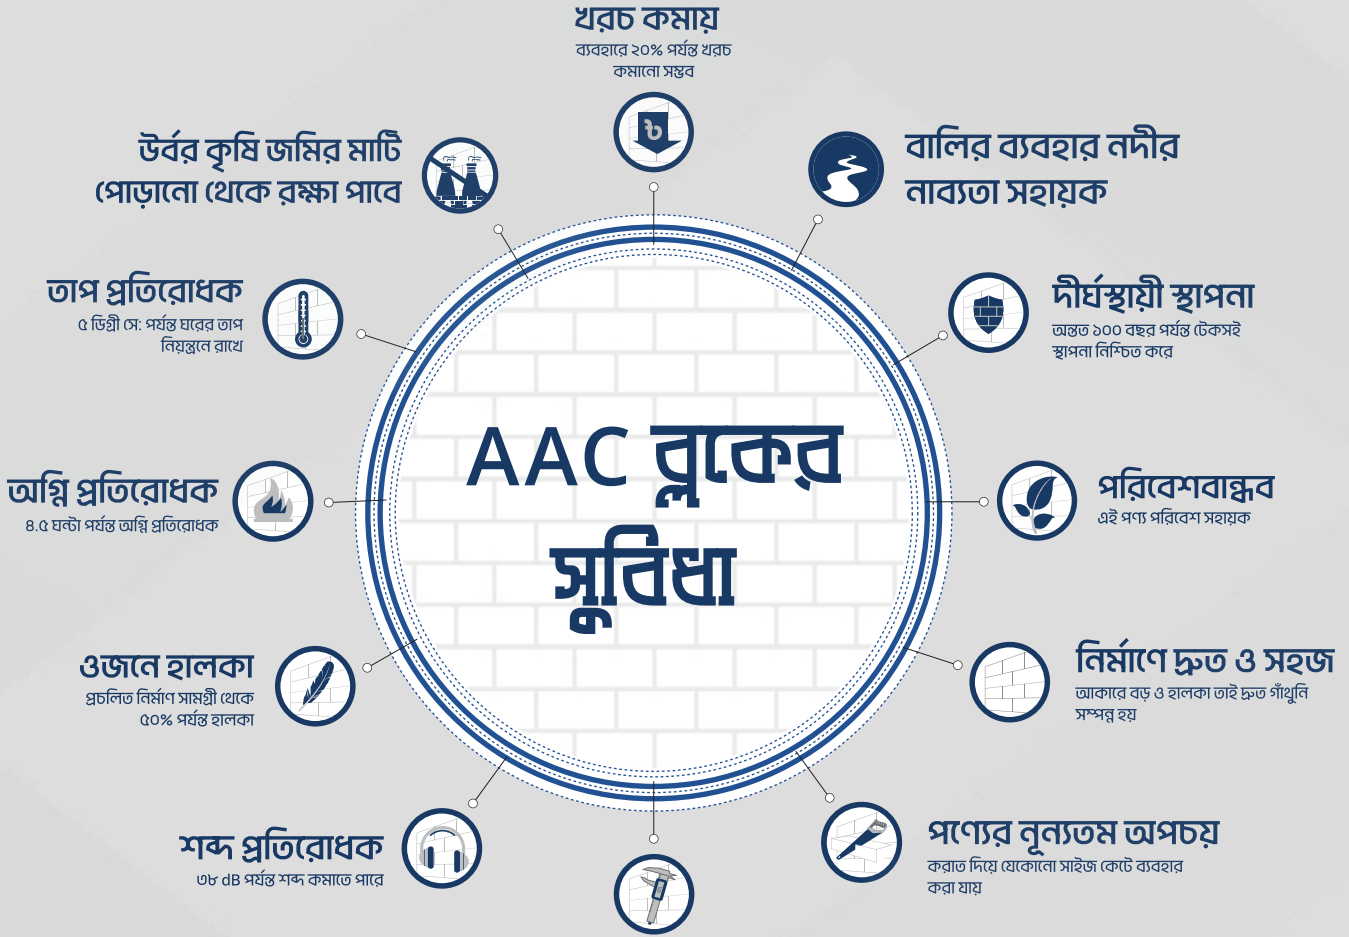 খরচ কমায়
ব্যবহারে ২০% পর্যন্ত খরচ
কমানো সম্ভব
বালির ব্যবহার নদীর
নাব্যতা সহায়ক
দীর্ঘস্থায়ী স্থাপনা
অন্তত ১০০ বছর পর্যন্ত টেকসই
স্থাপনা নিশ্চিত করে
পরিবেশবান্ধব
এই পণ্য পরিবেশ সহায়ক
নির্মাণে দ্রুত ও সহজ
আকারে বড় ও হালকা তাই দ্রুত গাঁথুনি
সম্পন্ন হয়
পণ্যের নূন্যতম অপচয়
করাত দিয়ে যেকোনো সাইজ কেটে ব্যবহার
করা যায়
শব্দ প্রতিরোধক
৩৮ dB পর্যন্ত শব্দ কমাতে পারে
ওজনে হালকা
প্রচলিত নির্মাণ সামগ্রী থেকে
৫০% পর্যন্ত হালকা
অগ্নি প্রতিরোধক
৪.৫ ঘন্টা পর্যন্ত অগ্নি প্রতিরোধক
তাপ প্রতিরোধক
৫ ডিগ্রী সে: পর্যন্ত ঘরের তাপ
নিয়ন্ত্রনে রাখে
উর্বর কৃষি জমির মাটি
পোড়ানো থেকে রক্ষা পাবে
৳
AAC ব্লকের
সুবিধা